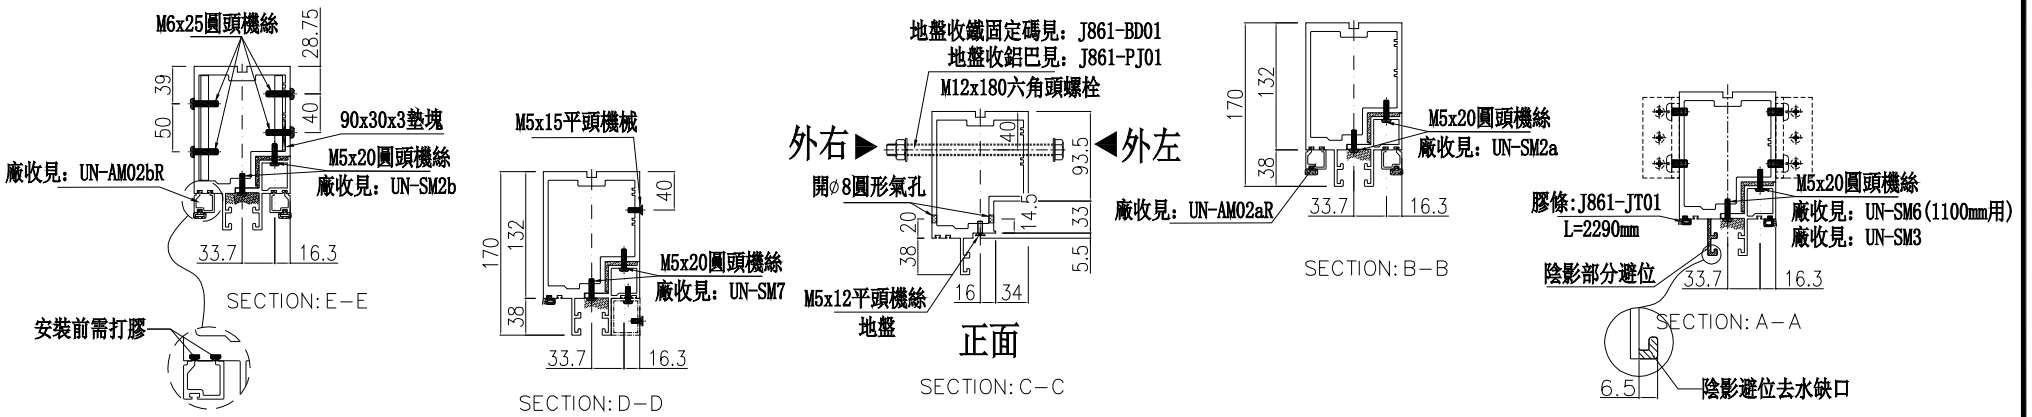 M6x25圓頭機絲
28.75
39
40
50
90x30x3墊塊
M5x20圓頭機絲
廠收見: UN-AM02bR
廠收見: UN-SM2b
33.7
16.3
SECTION: E-E
安裝前需打膠
M5x15平頭機械
40
132
170
38
M5x20圓頭機絲
廠收見: UN-SM7
33.7
16.3
SECTION: D-D
地盤收鐵固定碼見: J861-BD01
地盤收鋁巴見: J861-PJ01
M12x180六角頭螺栓
外右
外左
40
93.5
開⌀8圓形氣孔
20
14.5
33
38
5.5
16
34
M5x12平頭機絲
地盤
正面
SECTION: C-C
132
170
38
M5x20圓頭機絲
廠收見: UN-SM2a
廠收見: UN-AM02aR
33.7
16.3
SECTION: B-B
膠條:J861-JT01
L=2290mm
M5x20圓頭機絲
廠收見: UN-SM6(1100mm用)
廠收見: UN-SM3
陰影部分避位
33.7
16.3
SECTION: A-A
6.5
陰影避位去水缺口